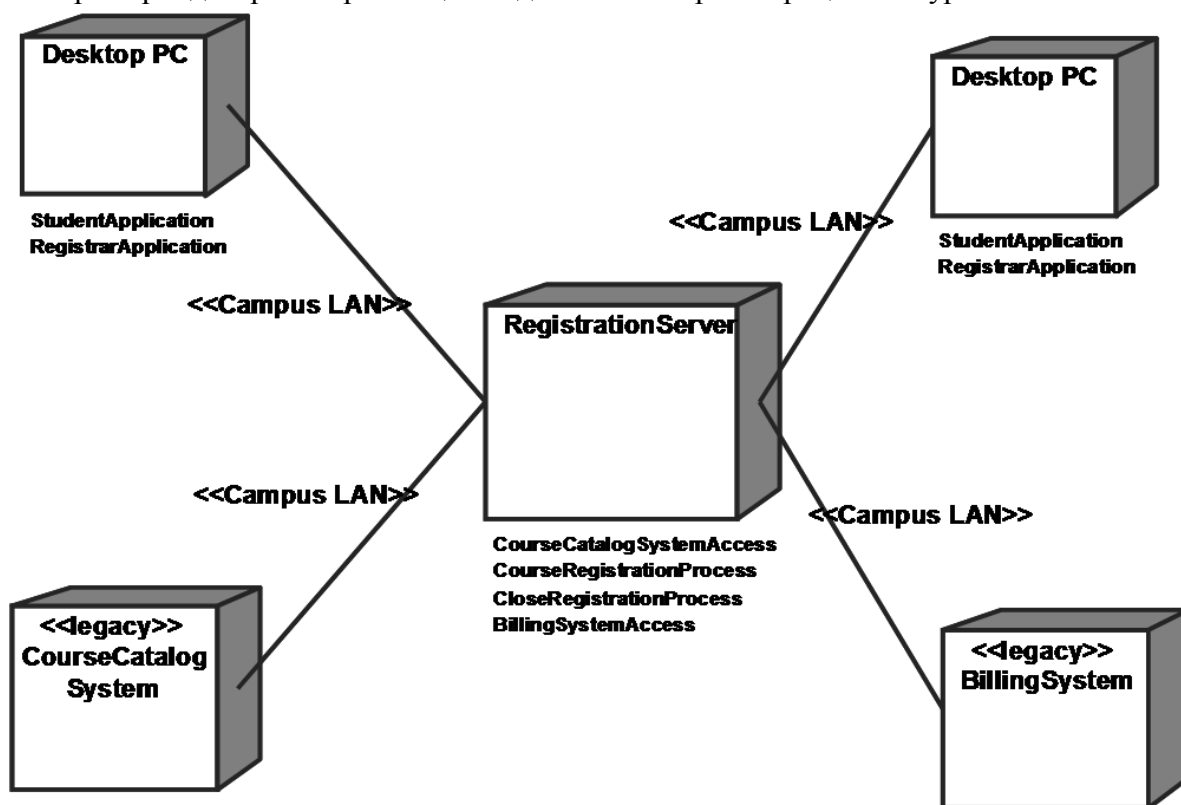 Desktop PC
StudentApplication
RegistrarApplication
<<Campus LAN>>
Desktop PC
<<Campus LAN>>
StudentApplication
RegistrarApplication
RegistrationServer
CourseCatalogSystemAccess
CourseRegistrationProcess
CloseRegistrationProcess
BillingSystemAccess
<<Campus LAN>>
<<legacy>>
CourseCatalog
System
<<Campus LAN>>
<<legacy>>
BillingSystem